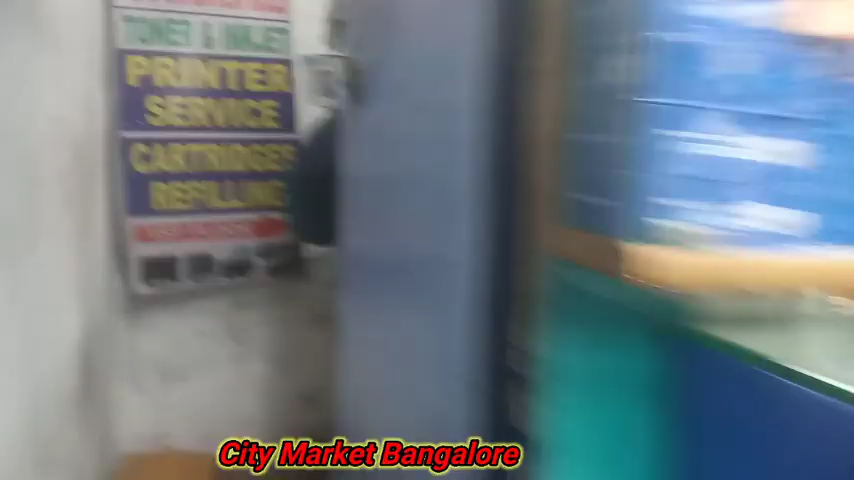 TONER & INKJET
PRINTER
SERVICE
CARTRIDGES
REFILLING
City Market Bangalore